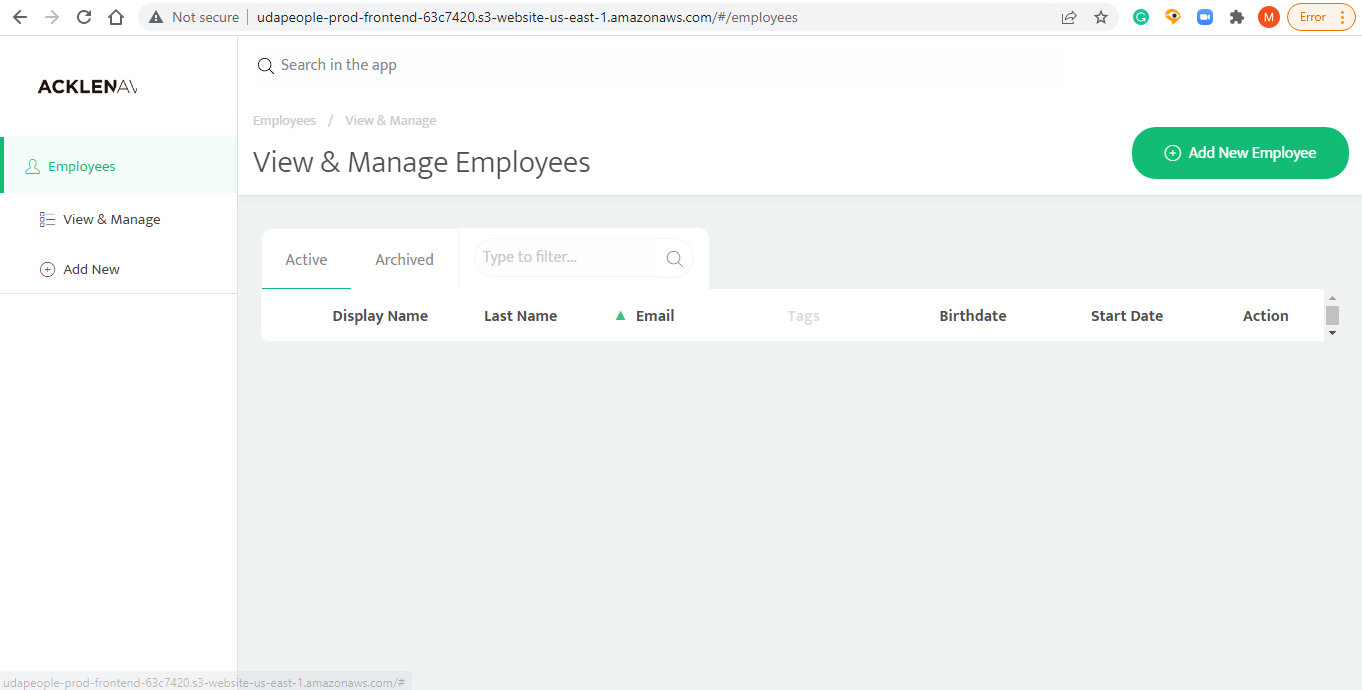 Not secure
udapeople-prod-frontend-63c7420.s3-website-us-east-1.amazonaws.com/#/employees
M
Error
ACKLENAV
Search in the app
Employees / View & Manage
View & Manage Employees
Add New Employee
Employees
View & Manage
Add New
Active
Archived
Type to filter...
Display Name
Last Name
Email
Tags
Birthdate
Start Date
Action
udapeople-prod-frontend-63c7420.s3-website-us-east-1.amazonaws.com/#